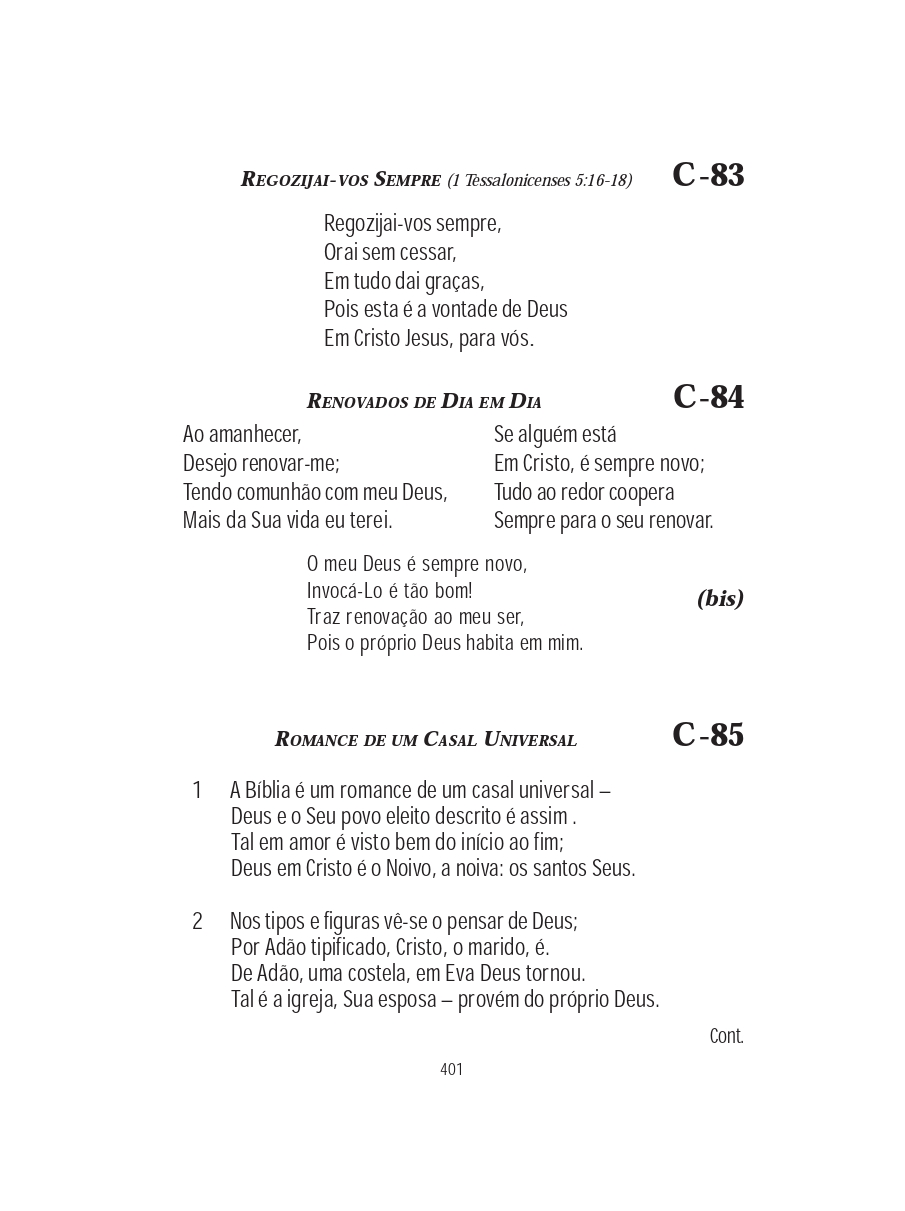 REGOZIJAI-VOS SEMPRE (1 Tessalonicenses 5:16-18) C-83
Regozijai-vos sempre,
Orai sem cessar,
Em tudo dai graças,
Pois esta é a vontade de Deus
Em Cristo Jesus, para vós.
RENOVADOS DE DIA EM DIA C-84
Ao amanhecer,
Desejo renovar-me;
Tendo comunhão com meu Deus,
Mais da Sua vida eu terei.
Se alguém está
Em Cristo, é sempre novo;
Tudo ao redor coopera
Sempre para o seu renovar.
O meu Deus é sempre novo,
Invocá-Lo é tão bom!
Traz renovação ao meu ser,
Pois o próprio Deus habita em mim.
(bis)
ROMANCE DE UM CASAL UNIVERSAL C-85
1 A Bíblia é um romance de um casal universal –
Deus e o Seu povo eleito descrito é assim .
Tal em amor é visto bem do início ao fim;
Deus em Cristo é o Noivo, a noiva: os santos Seus.
2 Nos tipos e figuras vê-se o pensar de Deus;
Por Adão tipificado, Cristo, o marido, é.
De Adão, uma costela, em Eva Deus tornou.
Tal é a igreja, Sua esposa – provém do próprio Deus.
Cont.
401